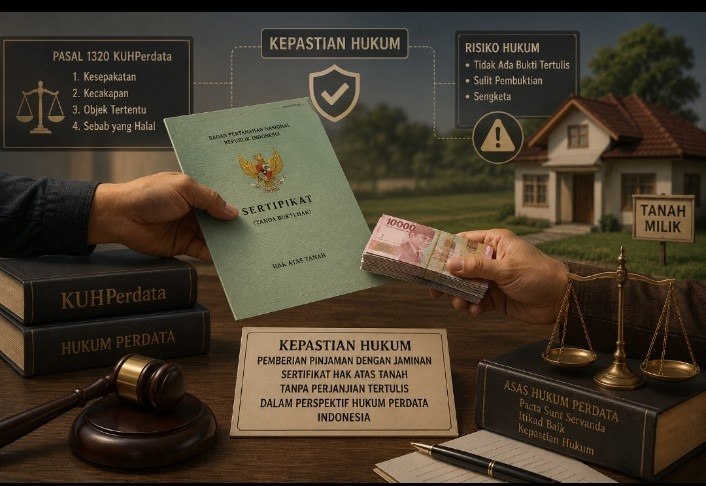 PASAL 1320 KUHPerdata
1. Kesepakatan
2. Kecakapan
3. Objek Tertentu
4. Sebab yang Halal
KEPASTIAN HUKUM
RISIKO HUKUM
• Tidak Ada Bukti Tertulis
• Sulit Pembuktian
• Sengketa
BADAN PERTANAHAN NASIONAL
REPUBLIK INDONESIA
SERTIPIKAT
(TANDA BUKTI HAK)
HAK ATAS TANAH
10000
TANAH
MILIK
KUHPerdata
HUKUM PERDATA
KEPASTIAN HUKUM
PEMBERIAN PINJAMAN DENGAN JAMINAN
SERTIFIKAT HAK ATAS TANAH
TANPA PERJANJIAN TERTULIS
DALAM PERSPEKTIF HUKUM PERDATA
INDONESIA
ASAS HUKUM PERDATA
Pacta Sunt Servanda
Itikad Baik
Kepastian Hukum